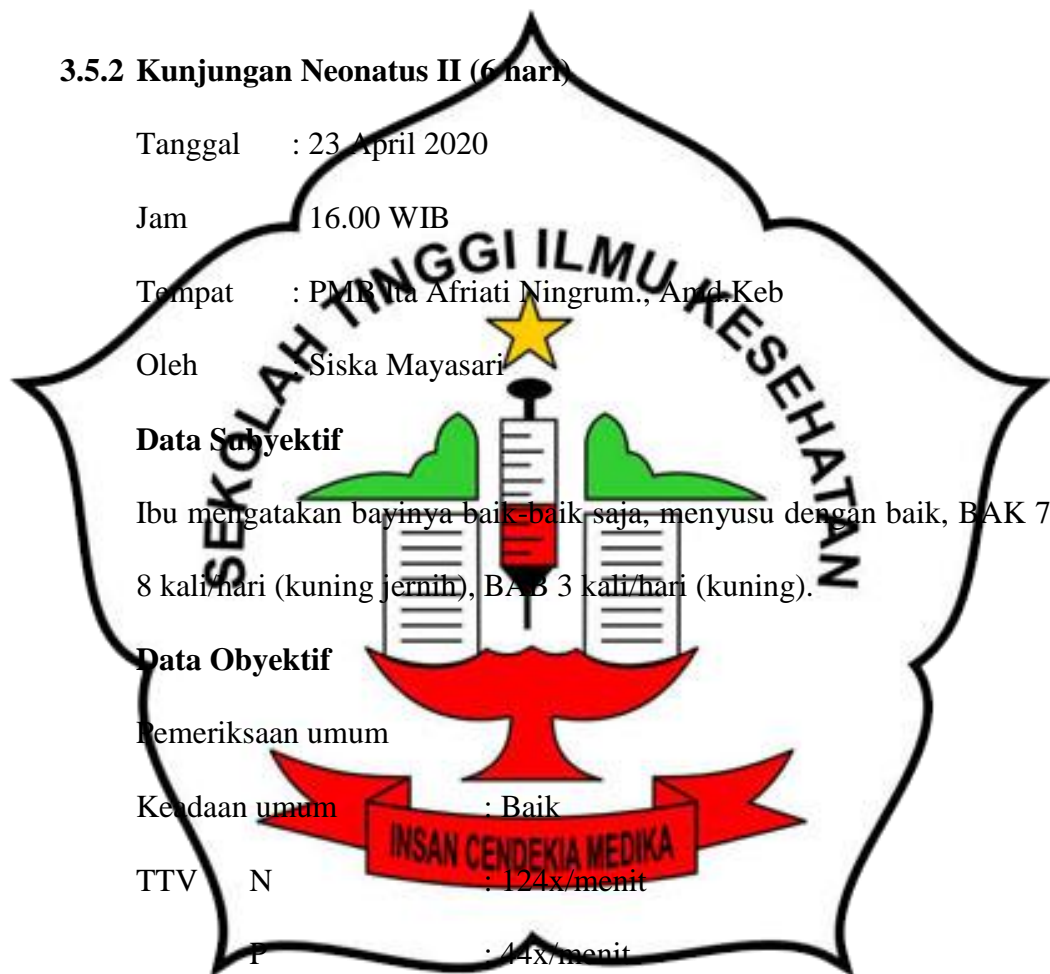 3.5.2 Kunjungan Neonatus II (6 hari)
Tanggal : 23 April 2020
Jam : 16.00 WIB
SEKOLAH TINGGI ILMU KESEHATAN
Tempat : PMB Ita Afriati Ningrum., Amd.Keb
Oleh : Siska Mayasari
Data Subyektif
Ibu mengatakan bayinya baik-baik saja, menyusu dengan baik, BAK 7
8 kali/hari (kuning jernih), BAB 3 kali/hari (kuning).
Data Obyektif
Pemeriksaan umum
Keadaan umum : Baik
INSAN CENDEKIA MEDIKA
TTV N : 124x/menit
P : 44x/menit